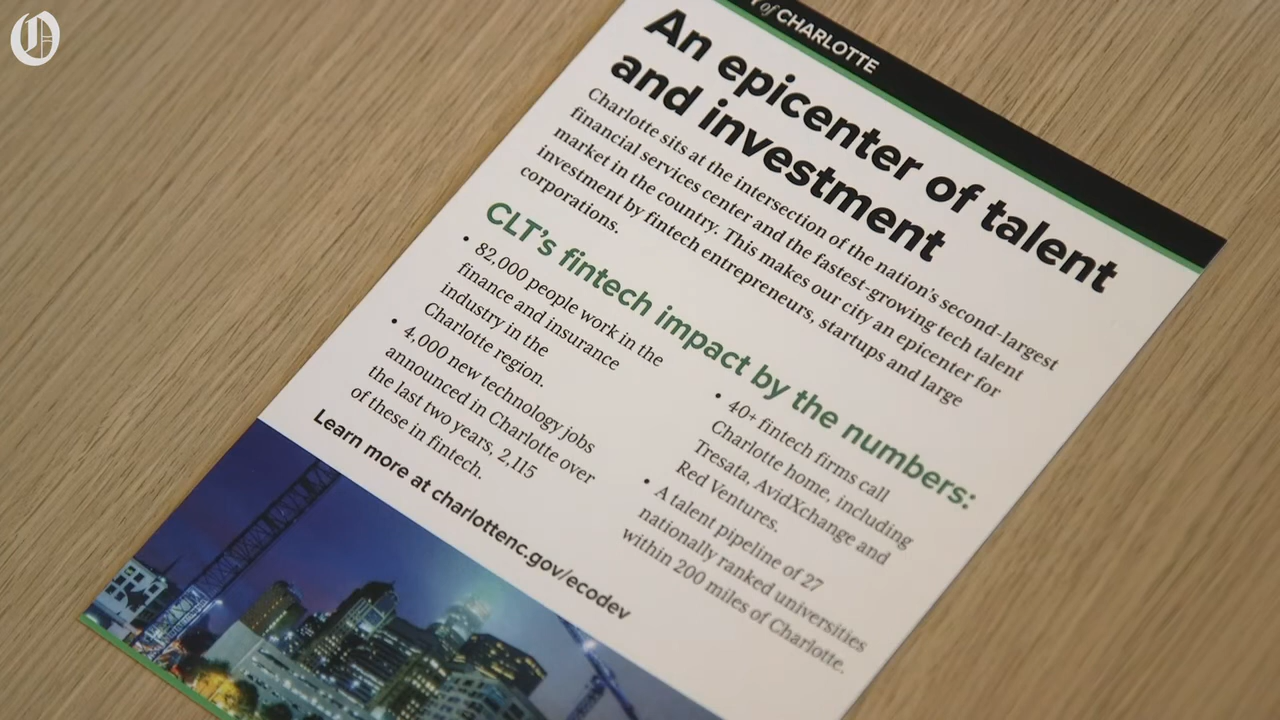 O
of CHARLOTTE
An epicenter of talent
and investment
Charlotte sits at the intersection of the nation's second-largest
financial services center and the fastest-growing tech talent
market in the country. This makes our city an epicenter for
investment by fintech entrepreneurs, startups and large
corporations.
CLT's fintech impact by the numbers:
• 82,000 people work in the
finance and insurance
industry in the
Charlotte region.
• 4,000 new technology jobs
announced in Charlotte over
the last two years, 2,115
of these in fintech.
• 40+ fintech firms call
Charlotte home, including
Tresata, AvidXchange and
Red Ventures.
• A talent pipeline of 27
nationally ranked universities
within 200 miles of Charlotte.
Learn more at charlottenc.gov/ecodev